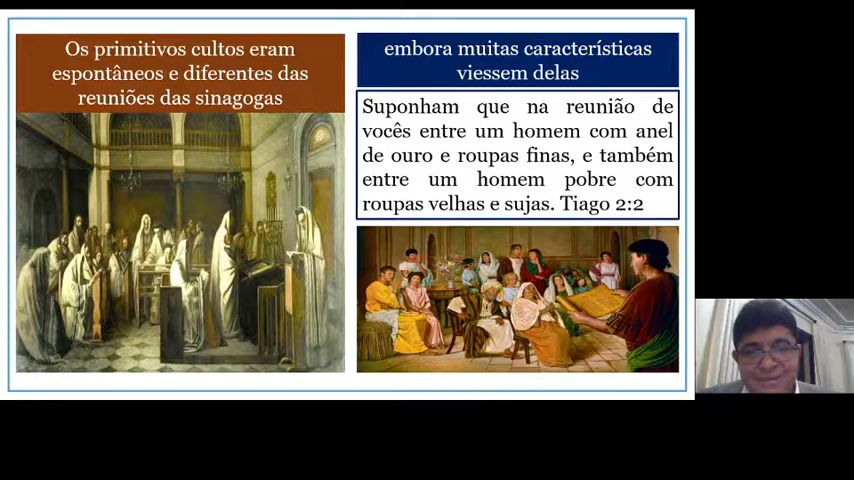 Os primitivos cultos eram
espontâneos e diferentes das
reuniões das sinagogas
embora muitas características
viessem delas
Suponham que na reunião de
vocês entre um homem com anel
de ouro e roupas finas, e também
entre um homem pobre com
roupas velhas e sujas. Tiago 2:2